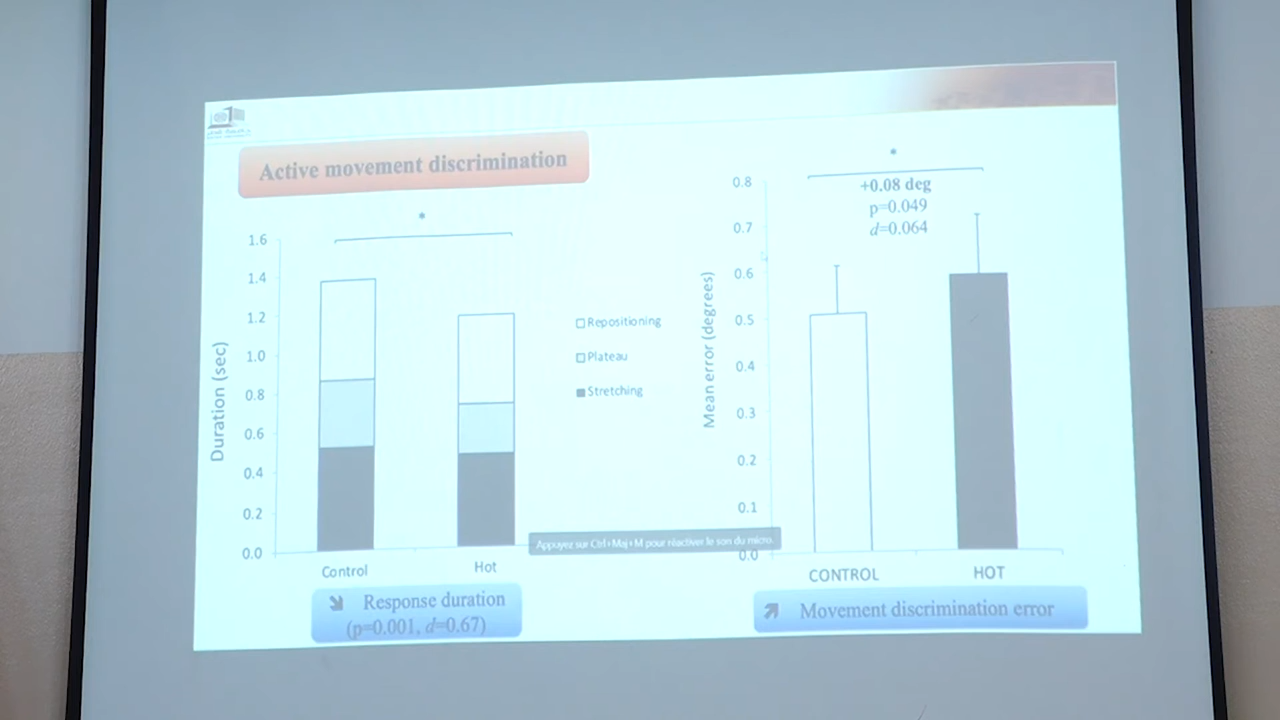 Active movement discrimination
*
1.6
1.4
1.2
1.0
0.8
0.6
0.4
0.2
0.0
Duration (sec)
Control
Hot
Repositioning
Plateau
Stretching
Response duration
(p=0.001, d=0.67)
*
+0.08 deg
p=0.049
d=0.064
0.8
0.7
0.6
0.5
0.4
0.3
0.2
0.1
0.0
Mean error (degrees)
CONTROL
HOT
Movement discrimination error
Appuyez sur Ctrl+Maj+M pour réactiver le son du micro.